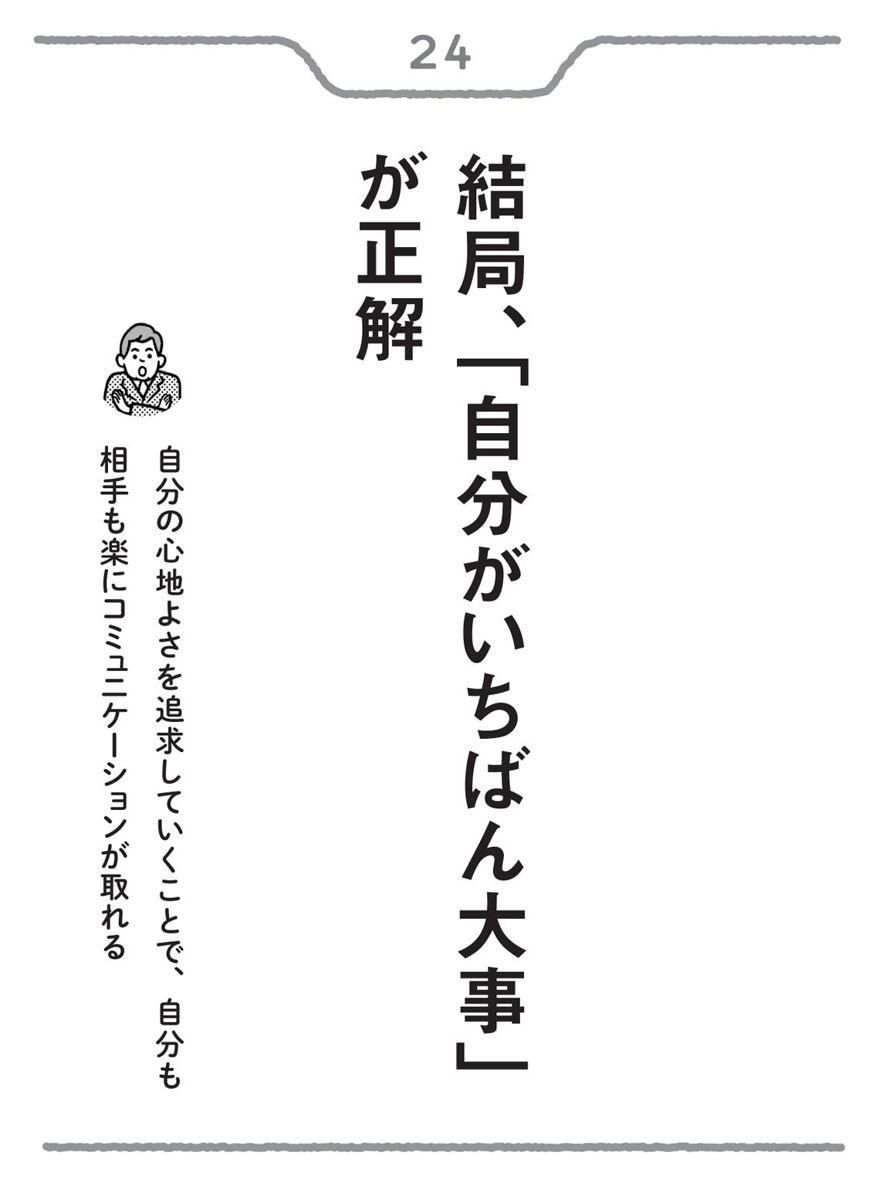 24
結局、「自分がいちばん大事」
が正解
自分の心地よさを追求していくことで、自分も
相手も楽にコミュニケーションが取れる